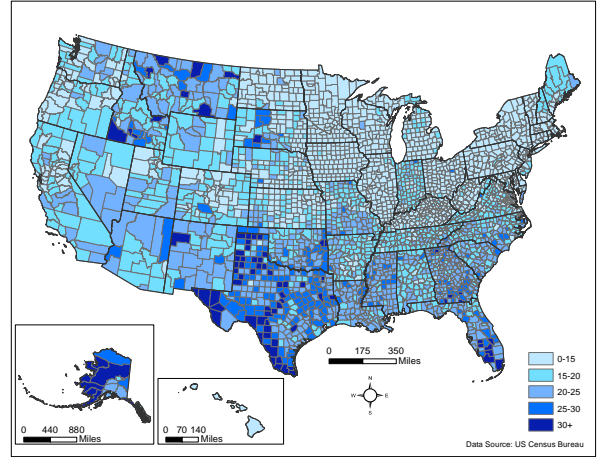 0 175 350
Miles
N
W E
S
0 440 880
Miles
0 70 140
Miles
0-15
15-20
20-25
25-30
30+
Data Source: US Census Bureau